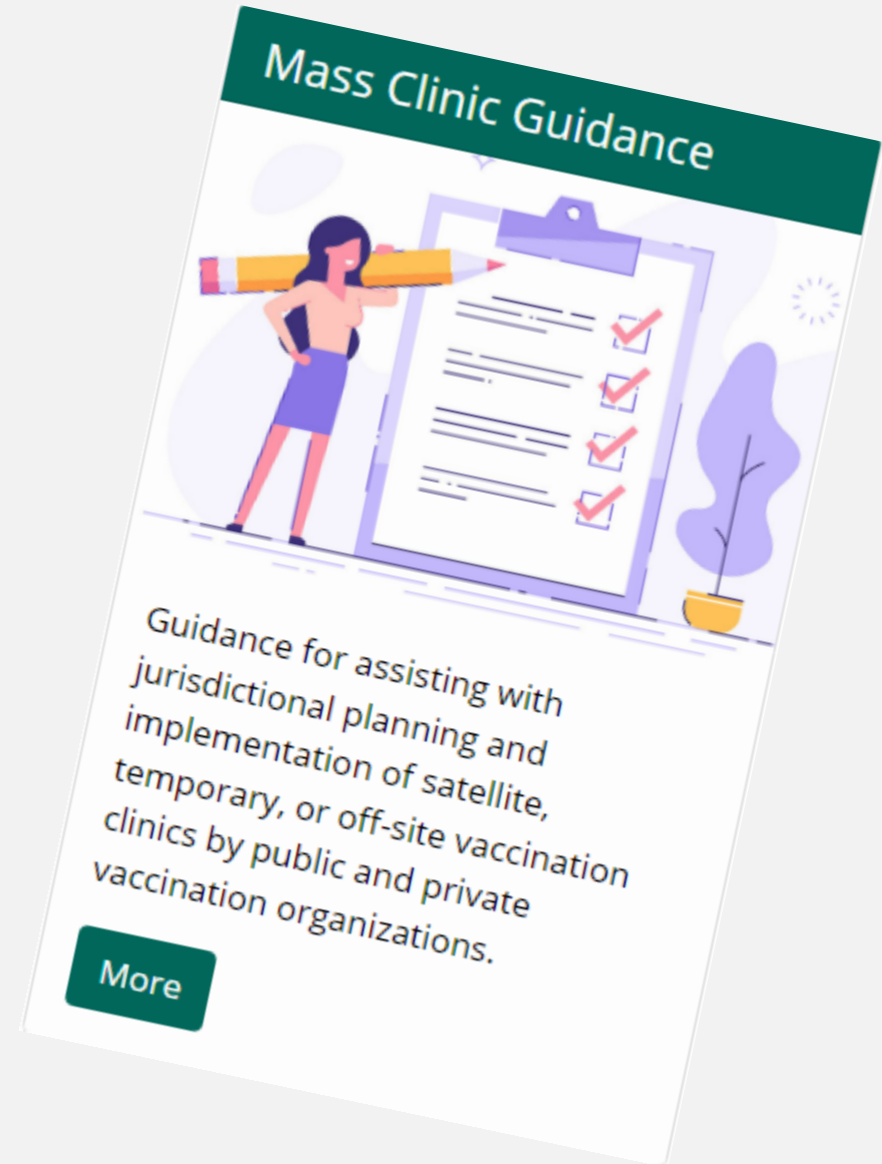 Mass Clinic Guidance
Guidance for assisting with
jurisdictional planning and
implementation of satellite,
temporary, or off-site vaccination
clinics by public and private
vaccination organizations.
More